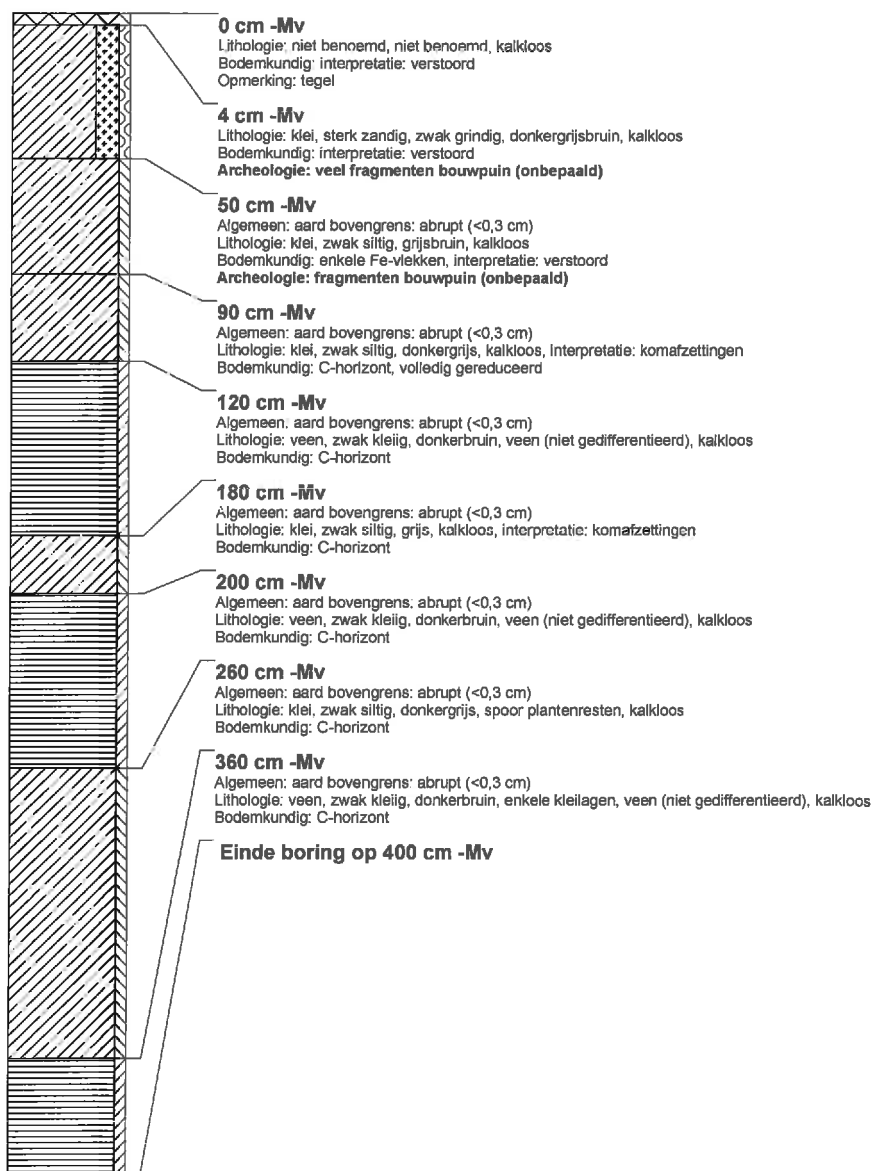 0 cm -Mv
Lithologie: niet benoemd, niet benoemd, kalkloos
Bodemkundig: interpretatie: verstoord
Opmerking: tegel
4 cm -Mv
Lithologie: klei, sterk zandig, zwak grindig, donkergrijsbruin, kalkloos
Bodemkundig: interpretatie: verstoord
Archeologie: veel fragmenten bouwpuin (onbepaald)
50 cm -Mv
Algemeen: aard bovengrens: abrupt (<0,3 cm)
Lithologie: klei, zwak siltig, grijsbruin, kalkloos
Bodemkundig: enkele Fe-vlekken, interpretatie: verstoord
Archeologie: fragmenten bouwpuin (onbepaald)
90 cm -Mv
Algemeen: aard bovengrens: abrupt (<0,3 cm)
Lithologie: klei, zwak siltig, donkergrijs, kalkloos, interpretatie: komafzettingen
Bodemkundig: C-horizont, volledig gereduceerd
120 cm -Mv
Algemeen: aard bovengrens: abrupt (<0,3 cm)
Lithologie: veen, zwak kleiig, donkerbruin, veen (niet gedifferentieerd), kalkloos
Bodemkundig: C-horizont
180 cm -Mv
Algemeen: aard bovengrens: abrupt (<0,3 cm)
Lithologie: klei, zwak siltig, grijs, kalkloos, interpretatie: komafzettingen
Bodemkundig: C-horizont
200 cm -Mv
Algemeen: aard bovengrens: abrupt (<0,3 cm)
Lithologie: veen, zwak kleiig, donkerbruin, veen (niet gedifferentieerd), kalkloos
Bodemkundig: C-horizont
260 cm -Mv
Algemeen: aard bovengrens: abrupt (<0,3 cm)
Lithologie: klei, zwak siltig, donkergrijs, spoor plantenresten, kalkloos
Bodemkundig: C-horizont
360 cm -Mv
Algemeen: aard bovengrens: abrupt (<0,3 cm)
Lithologie: veen, zwak kleiig, donkerbruin, enkele kleilagen, veen (niet gedifferentieerd), kalkloos
Bodemkundig: C-horizont
Einde boring op 400 cm -Mv